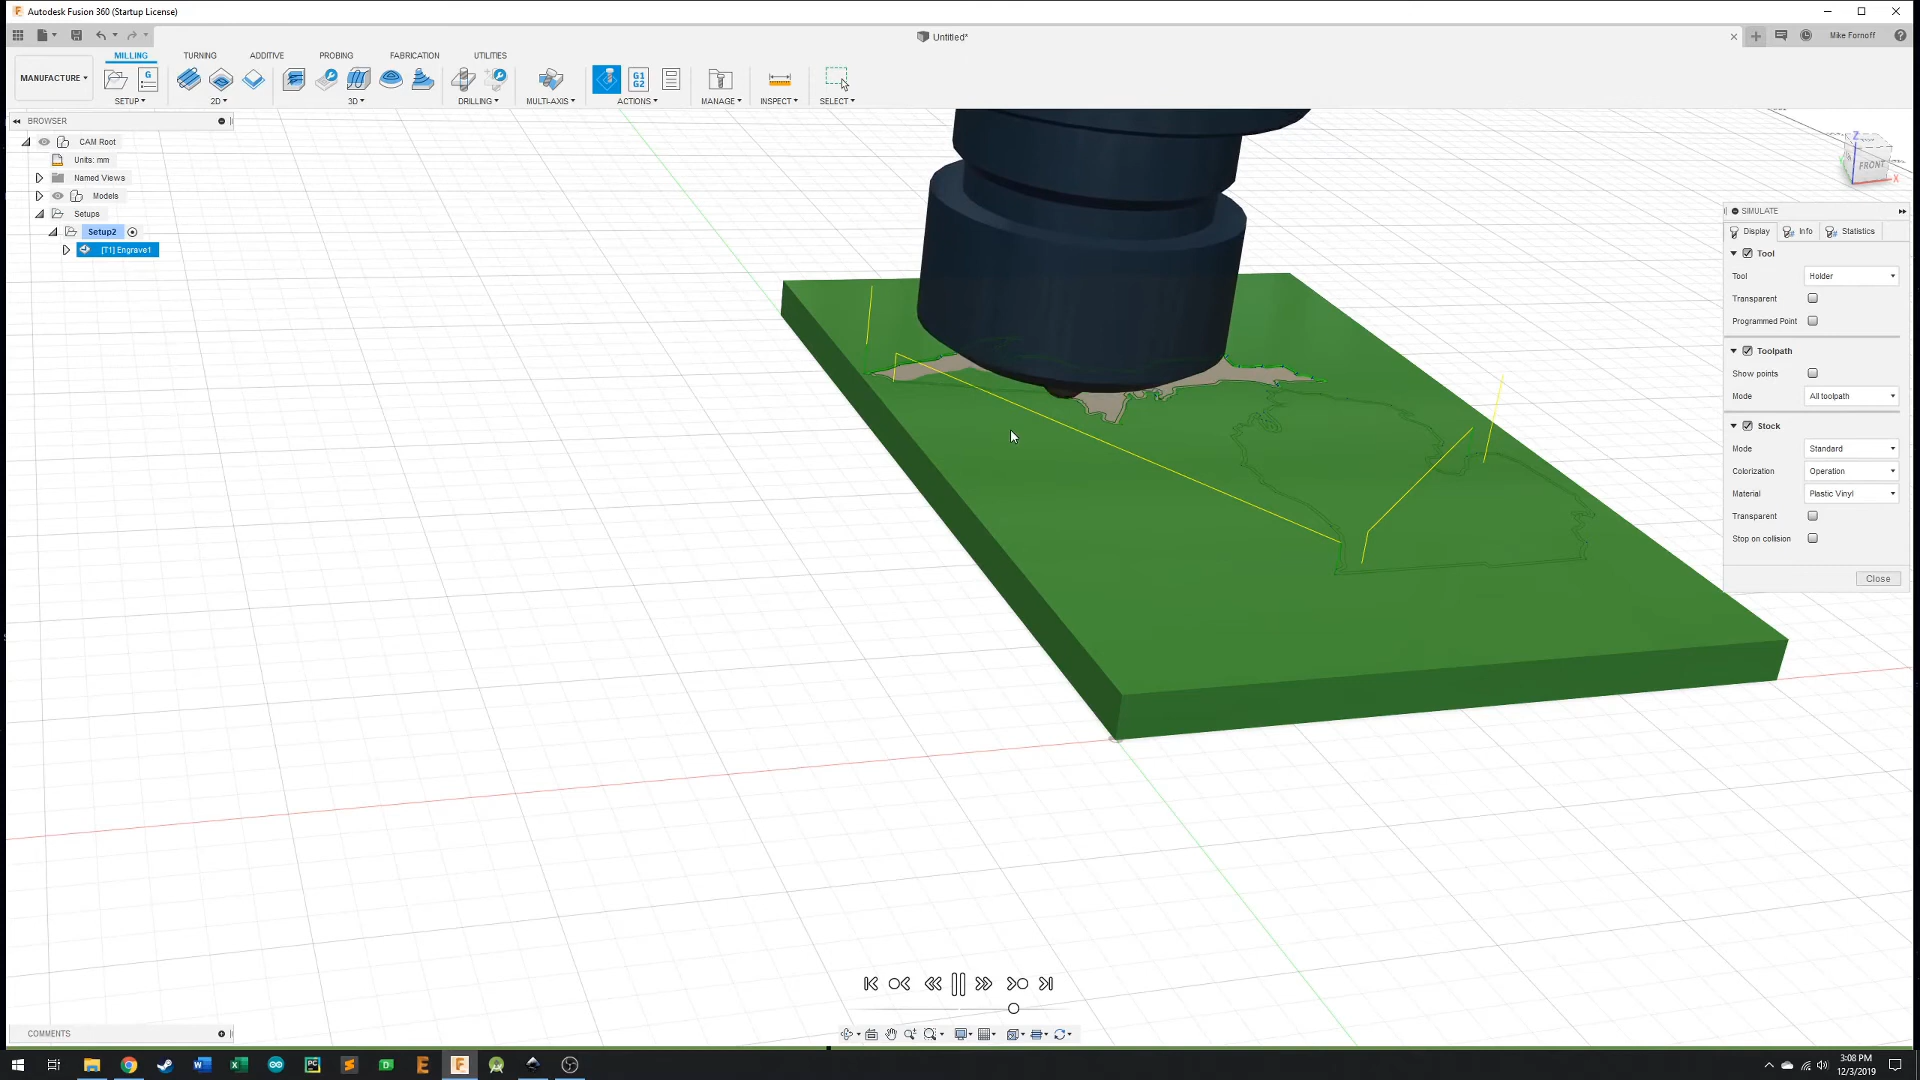 Autodesk Fusion 360 (Startup License)
Untitled*
Mike Fornoff
MILLING TURNING ADDITIVE PROBING FABRICATION UTILITIES
MANUFACTURE
G
G1
G2
SETUP 2D 3D DRILLING MULTI-AXIS ACTIONS MANAGE INSPECT SELECT
BROWSER
CAM Root
Units: mm
Named Views
Models
Setups
Setup2
[T1] Engrave1
Z
FRONT
X
SIMULATE
Display Info Statistics
Tool
Tool Holder
Transparent
Programmed Point
Toolpath
Show points
Mode All toolpath
Stock
Mode Standard
Colorization Operation
Material Plastic Vinyl
Transparent
Stop on collision
Close
COMMENTS
3:08 PM
12/3/2019